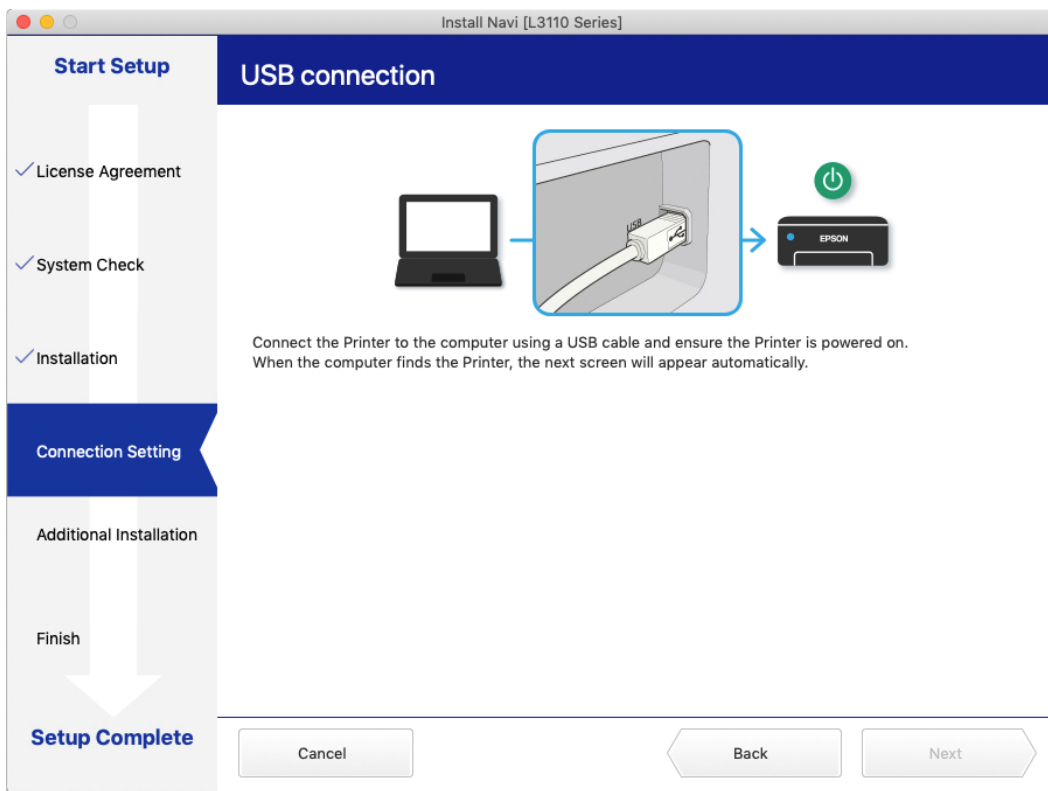 Install Navi [L3110 Series]
Start Setup
License Agreement
System Check
Installation
Connection Setting
Additional Installation
Finish
Setup Complete
USB connection
USB
EPSON
Connect the Printer to the computer using a USB cable and ensure the Printer is powered on.
When the computer finds the Printer, the next screen will appear automatically.
Cancel
Back
Next